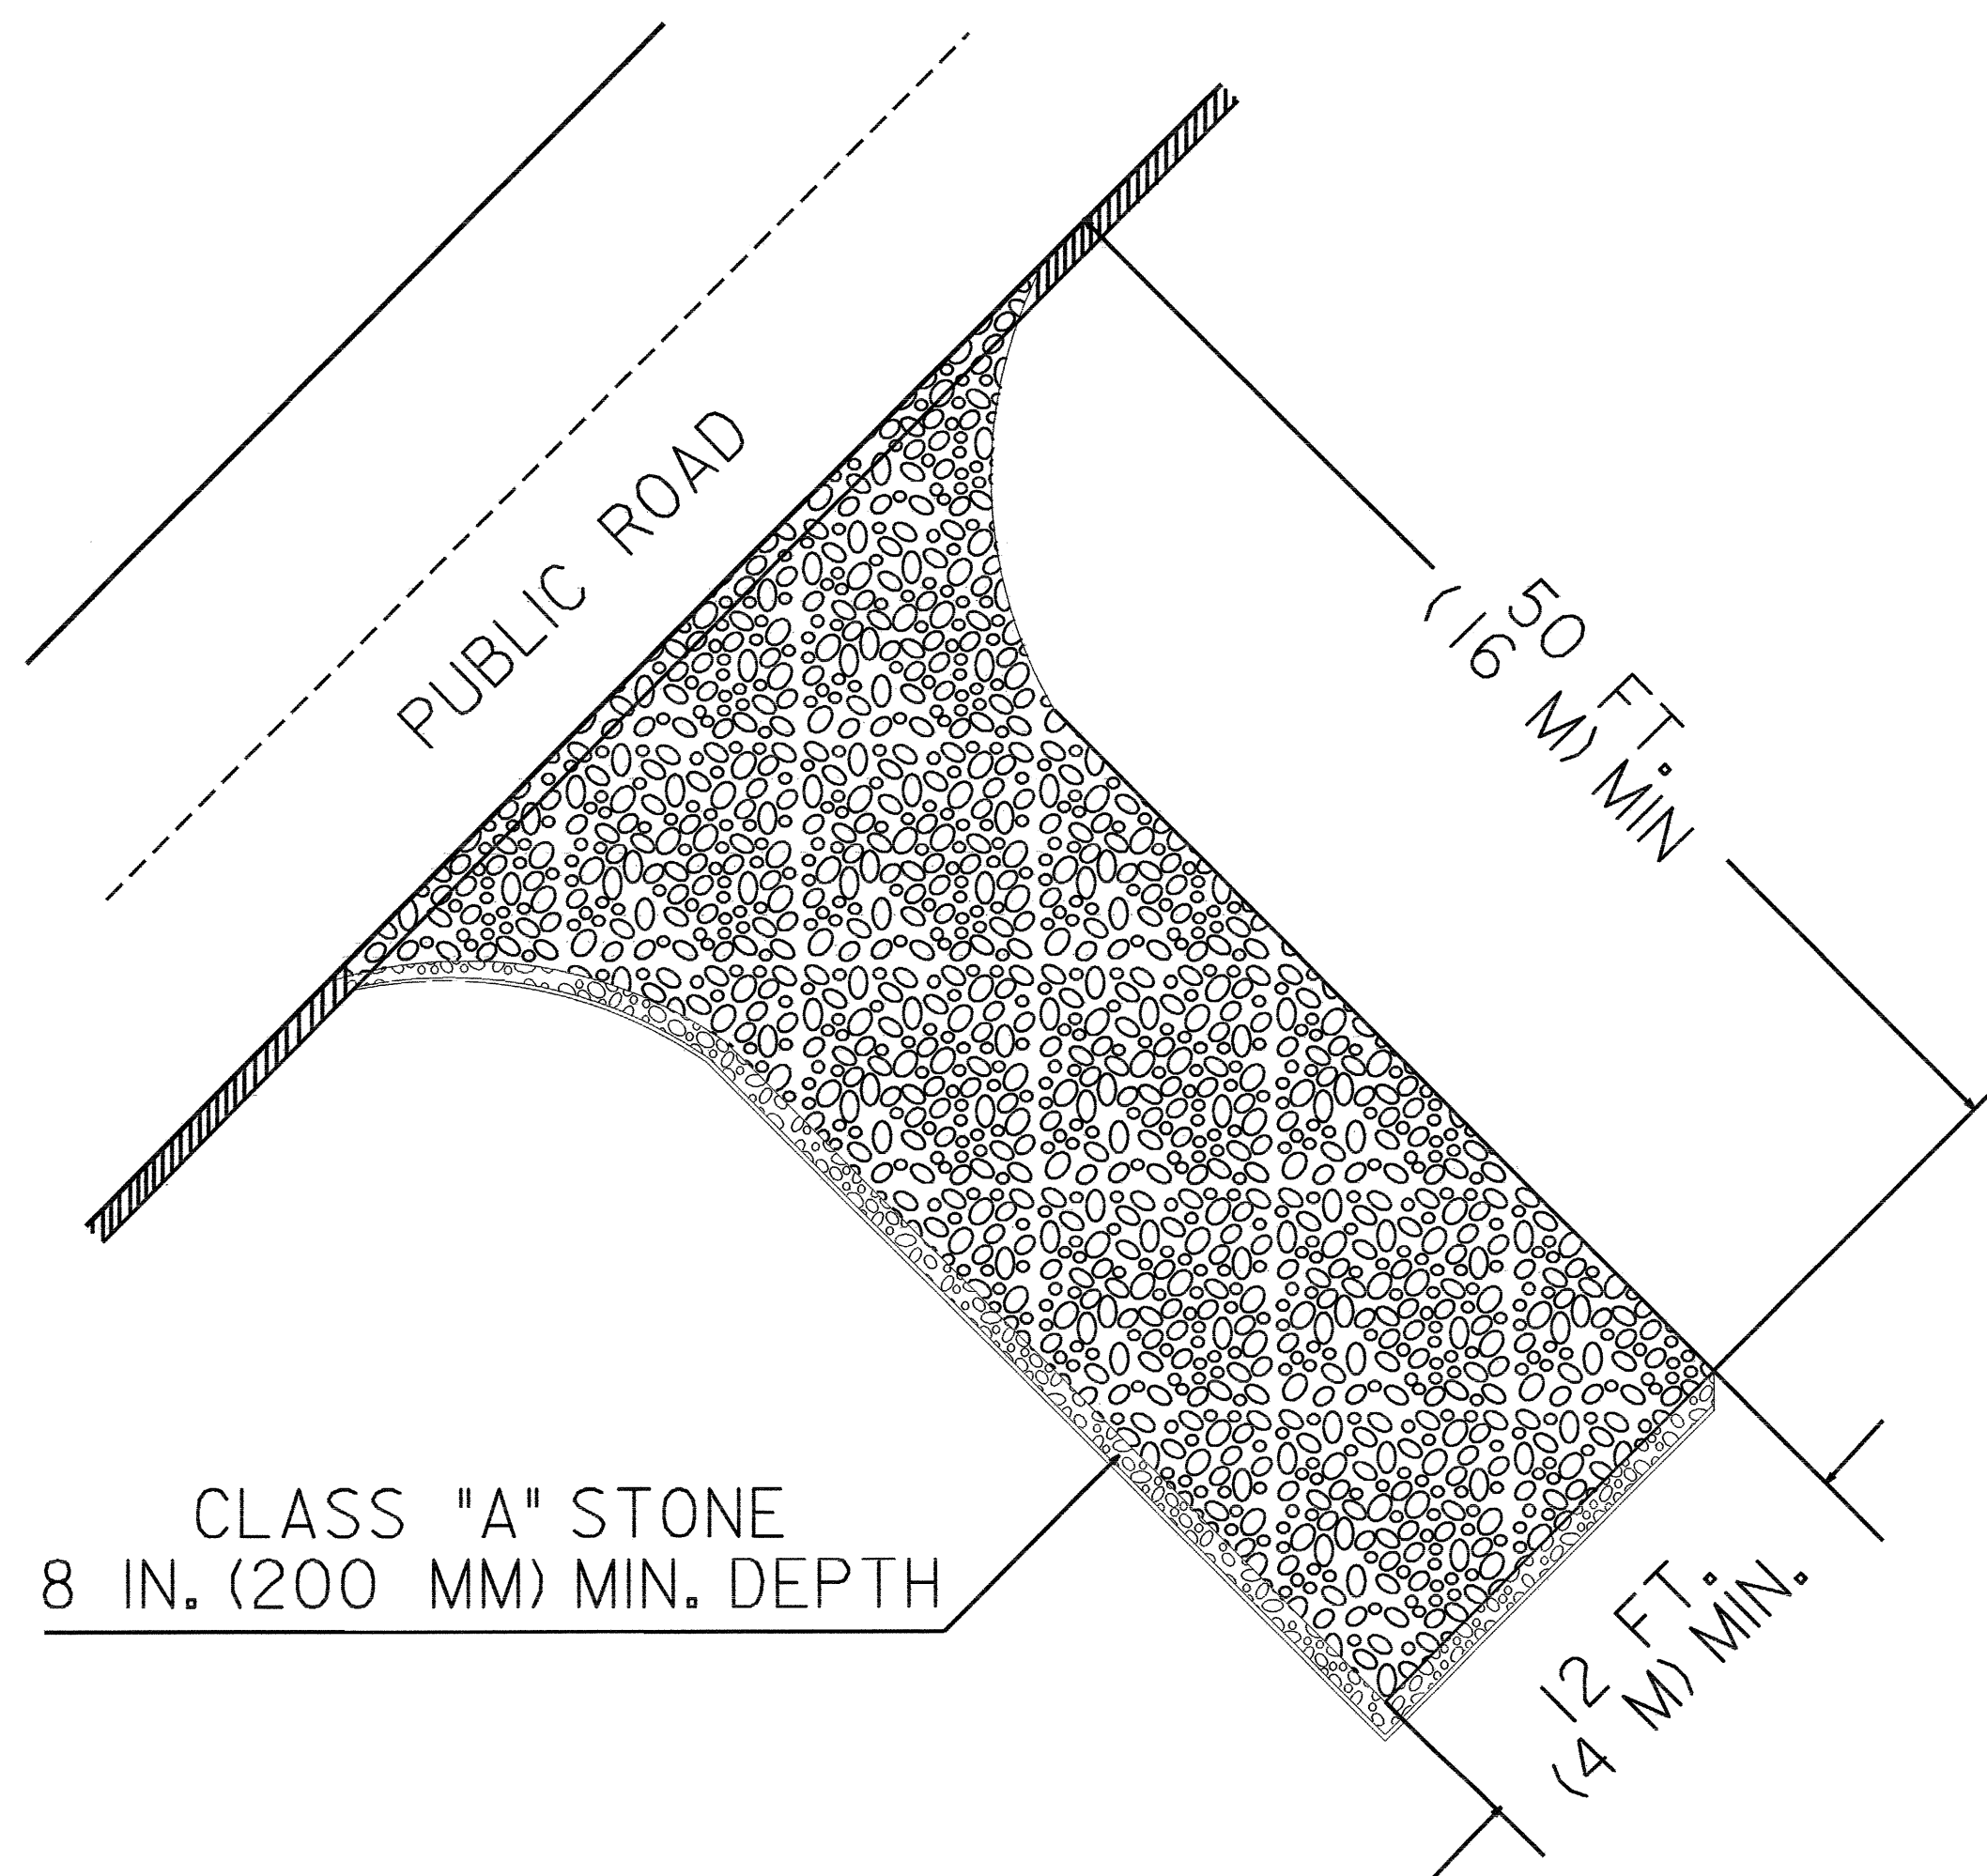 PUBLIC ROAD
50 FT.
(16 M) MIN
CLASS "A" STONE
8 IN. (200 MM) MIN. DEPTH
12 FT.
(4 M) MIN.